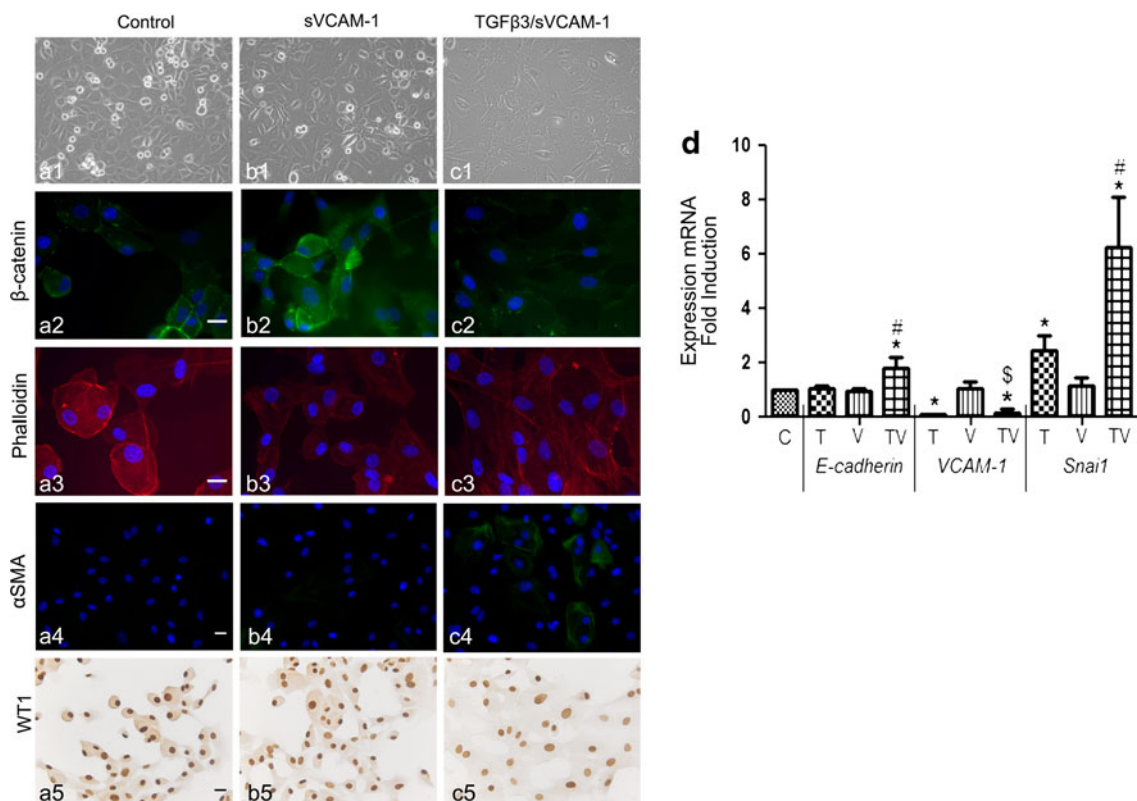 Control sVCAM-1 TGFβ3/sVCAM-1
a1 b1 c1
β-catenin
a2 b2 c2
Phalloidin
a3 b3 c3
αSMA
a4 b4 c4
WT1
a5 b5 c5
d
Expression mRNA
Fold Induction
10
8
6
4
2
0
# * # * * $ * * 
C T V TV T V TV T V TV
E-cadherin VCAM-1 Snai1